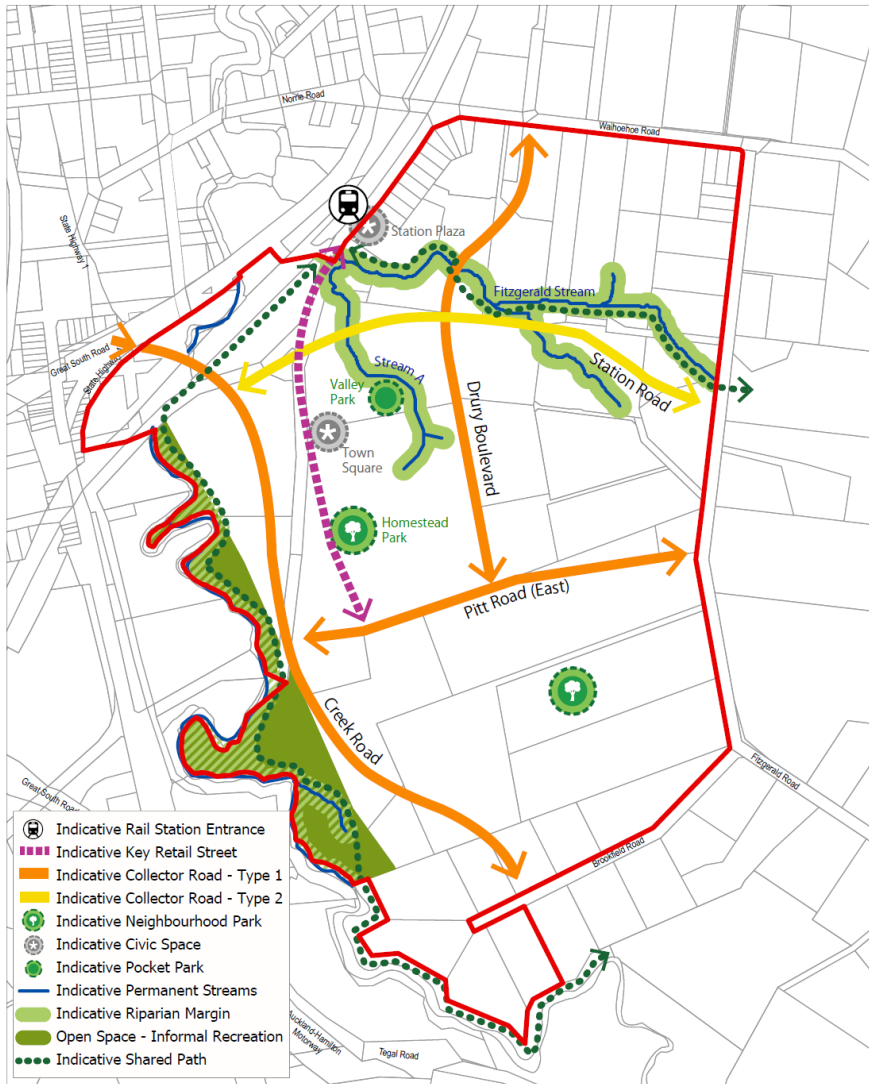 Norrie Road
Waihoehoe Road
State Highway 1
Station Plaza
Fitzgerald Stream
Great South Road
State Highway 1
Stream A
Station Road
Valley
Park
Drury Boulevard
Town
Square
Homestead
Park
Pitt Road (East)
Creek Road
Fitzgerald Road
Great South Road
Brookfield Road
Indicative Rail Station Entrance
Indicative Key Retail Street
Indicative Collector Road - Type 1
Indicative Collector Road - Type 2
Indicative Neighbourhood Park
Indicative Civic Space
Indicative Pocket Park
Indicative Permanent Streams
Indicative Riparian Margin
Open Space - Informal Recreation
Indicative Shared Path
Auckland-Hamilton
Motorway
Tegal Road